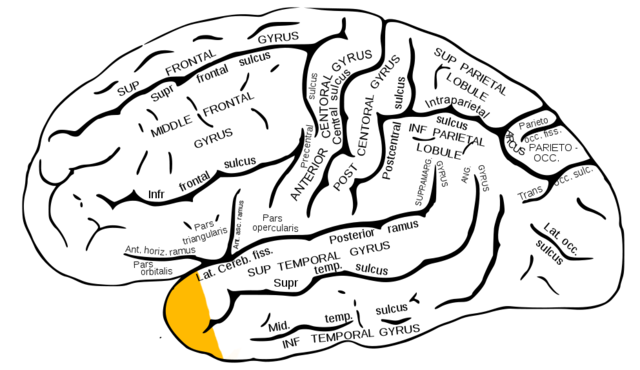 SUP FRONTAL GYRUS
Supr frontal sulcus
MIDDLE FRONTAL
GYRUS
Infr frontal sulcus
Precentral sulcus
ANTERIOR CENTORAL GYRUS
Central sulcus
POST CENTORAL GYRUS
Postcentral sulcus
SUP PARIETAL
LOBULE
Intraparietal
sulcus
INF PARIETAL
LOBULE
SUPRAMARG.
GYRUS
ANG GYRUS
Parieto
occ. fiss.
ARCUS
PARIETO-
OCC.
Trans occ. sulc.
Lat. occ.
sulcus
Pars
triangularis
Ant. asc. ramus
Pars
opercularis
Ant. horiz. ramus
Pars
orbitalis
Lat. Cereb. fiss.
Posterior ramus
SUP TEMPORAL GYRUS
Supr temp. sulcus
Mid. temp. sulcus
INF TEMPORAL GYRUS